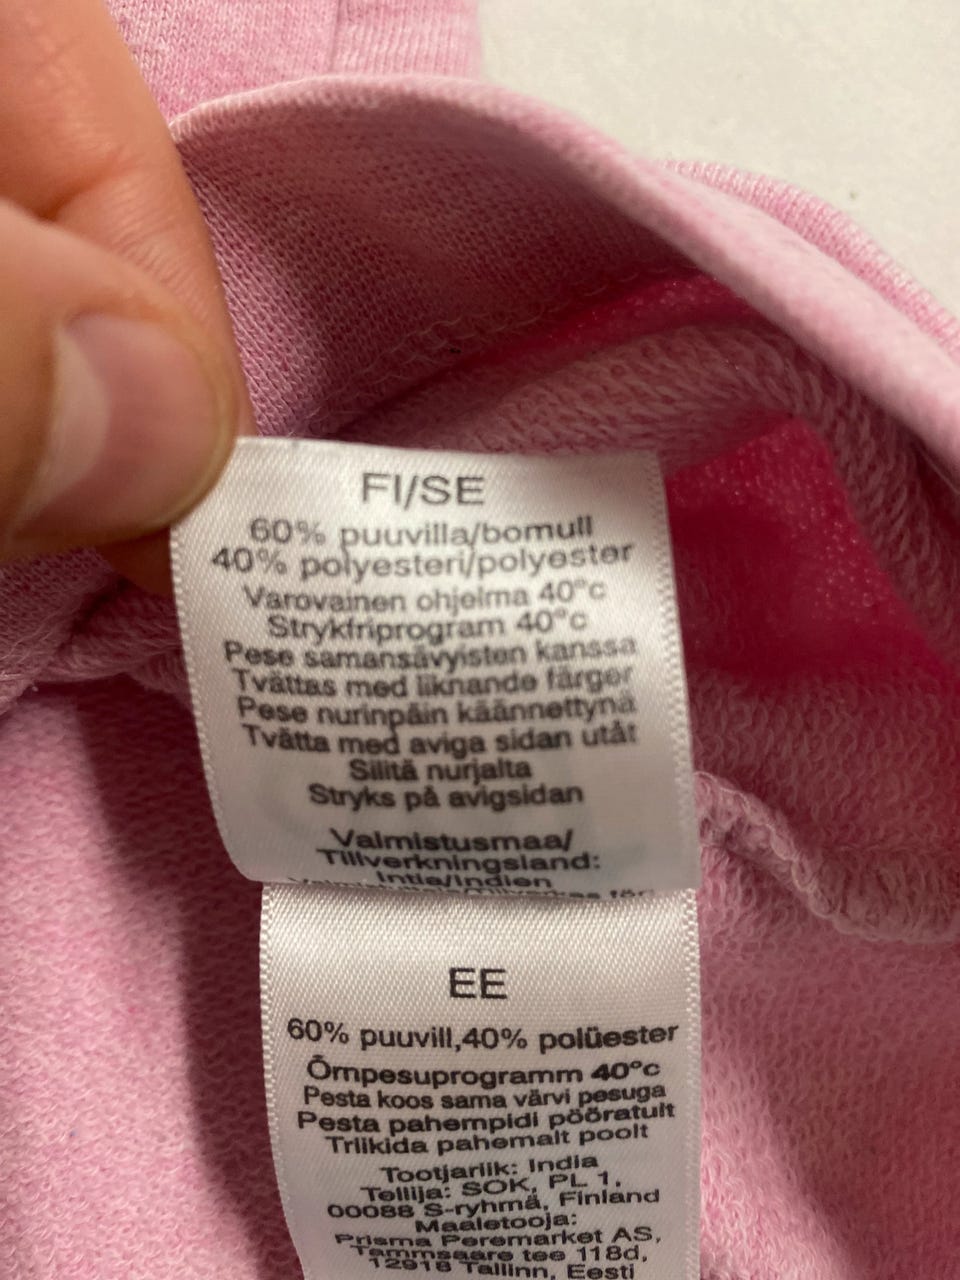 FI/SE
60% puuvilla/bomull
40% polyesteri/polyester
Varovainen ohjelma 40°c
Strykfriprogram 40°c
Pese samansävyisten kanssa
Tvättas med liknande färger
Pese nurinpäin käännettynä
Tvätta med aviga sidan utåt
Silitä nurjalta
Stryks på avigsidan
Valmistusmaa/
Tillverkningsland:
Intia/Indien
EE
60% puuvill,40% polüester
Õrnpesuprogramm 40°c
Pesta koos sama värvi pesuga
Pesta pahempidi pööratult
Triikida pahemalt poolt
Tootjariik: India
Tellija: SOK, PL 1,
00088 S-ryhmä, Finland
Maaletooja:
Prisma Peremarket AS,
Tammsaare tee 118d,
12918 Tallinn, Eesti